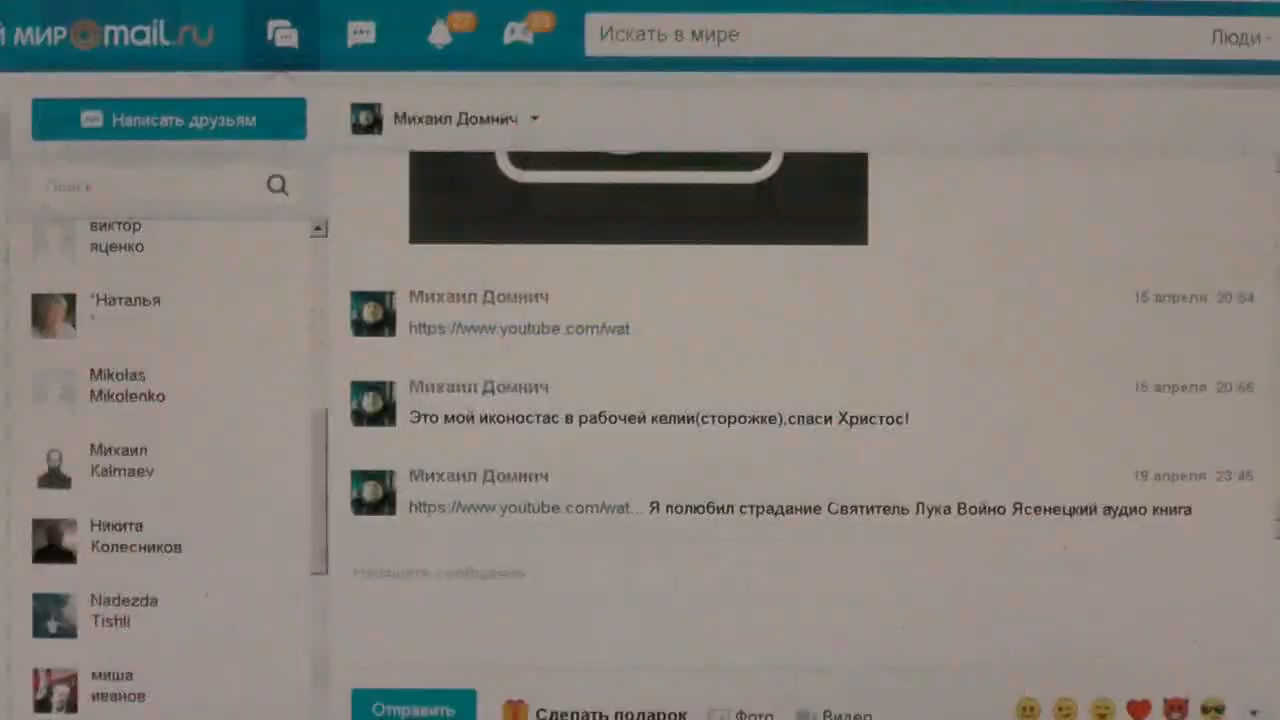 й мир@mail.ru
Искать в мире
Люди
Написать друзьям
Михаил Домнич
Поиск
виктор
яценко
"Наталья
Mikolas
Mikolenko
Михаил
Kalmaev
Никита
Колесников
Nadezda
Tishli
миша
иванов
Михаил Домнич
15 апреля 20:54
https://www.youtube.com/wat...
Михаил Домнич
15 апреля 20:56
Это мой иконостас в рабочей келии(сторожке),спаси Христос!
Михаил Домнич
19 апреля 23:45
https://www.youtube.com/wat... Я полюбил страдание Святитель Лука Войно Ясенецкий аудио книга
Напишите сообщение
Отправить
Сделать подарок
Фото
Видео